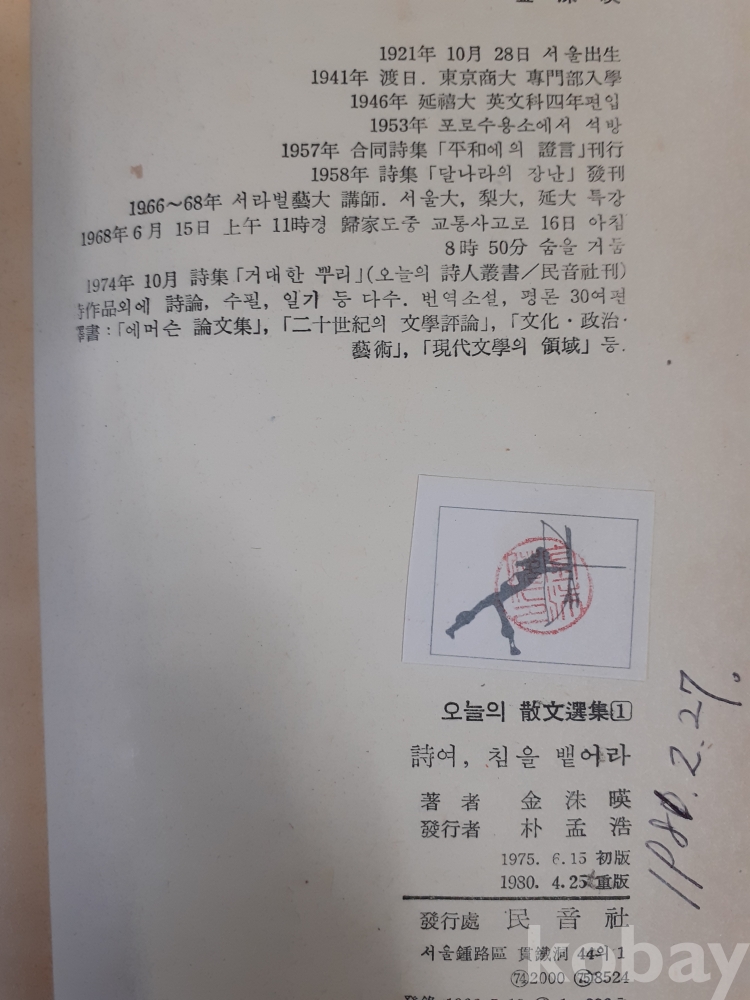 1921年 10月 28日 서울出生
1941年 渡日. 東京商大 專門部入學
1946年 延禧大 英文科四年편입
1953年 포로수용소에서 석방
1957年 合同詩集「平和에의 證言」刊行
1958年 詩集「달나라의 장난」發刊
1966~68年 서라벌藝大 講師. 서울大, 梨大, 延大 특강
1968年 6月 15日 上午 11時경 歸家도중 교통사고로 16日 아침
8時 50分 숨을 거둠
1974年 10月 詩集「거대한 뿌리」(오늘의 詩人叢書/民音社刊)
詩作品외에 詩論, 수필, 일기 등 다수. 번역소설, 평론 30여편
譯書:「에머슨 論文集」,「二十世紀의 文學評論」,「文化·政治·
藝術」,「現代文學의 領域」등.
오늘의 散文選集1
詩여, 침을 뱉어라
著者 金洙暎
發行者 朴孟浩
1975. 6.15 初版
1980. 4.25 重版
發行處 民音社
서울鍾路區 貫鐵洞 44의 1
(74)2000 (75)8524
kobay